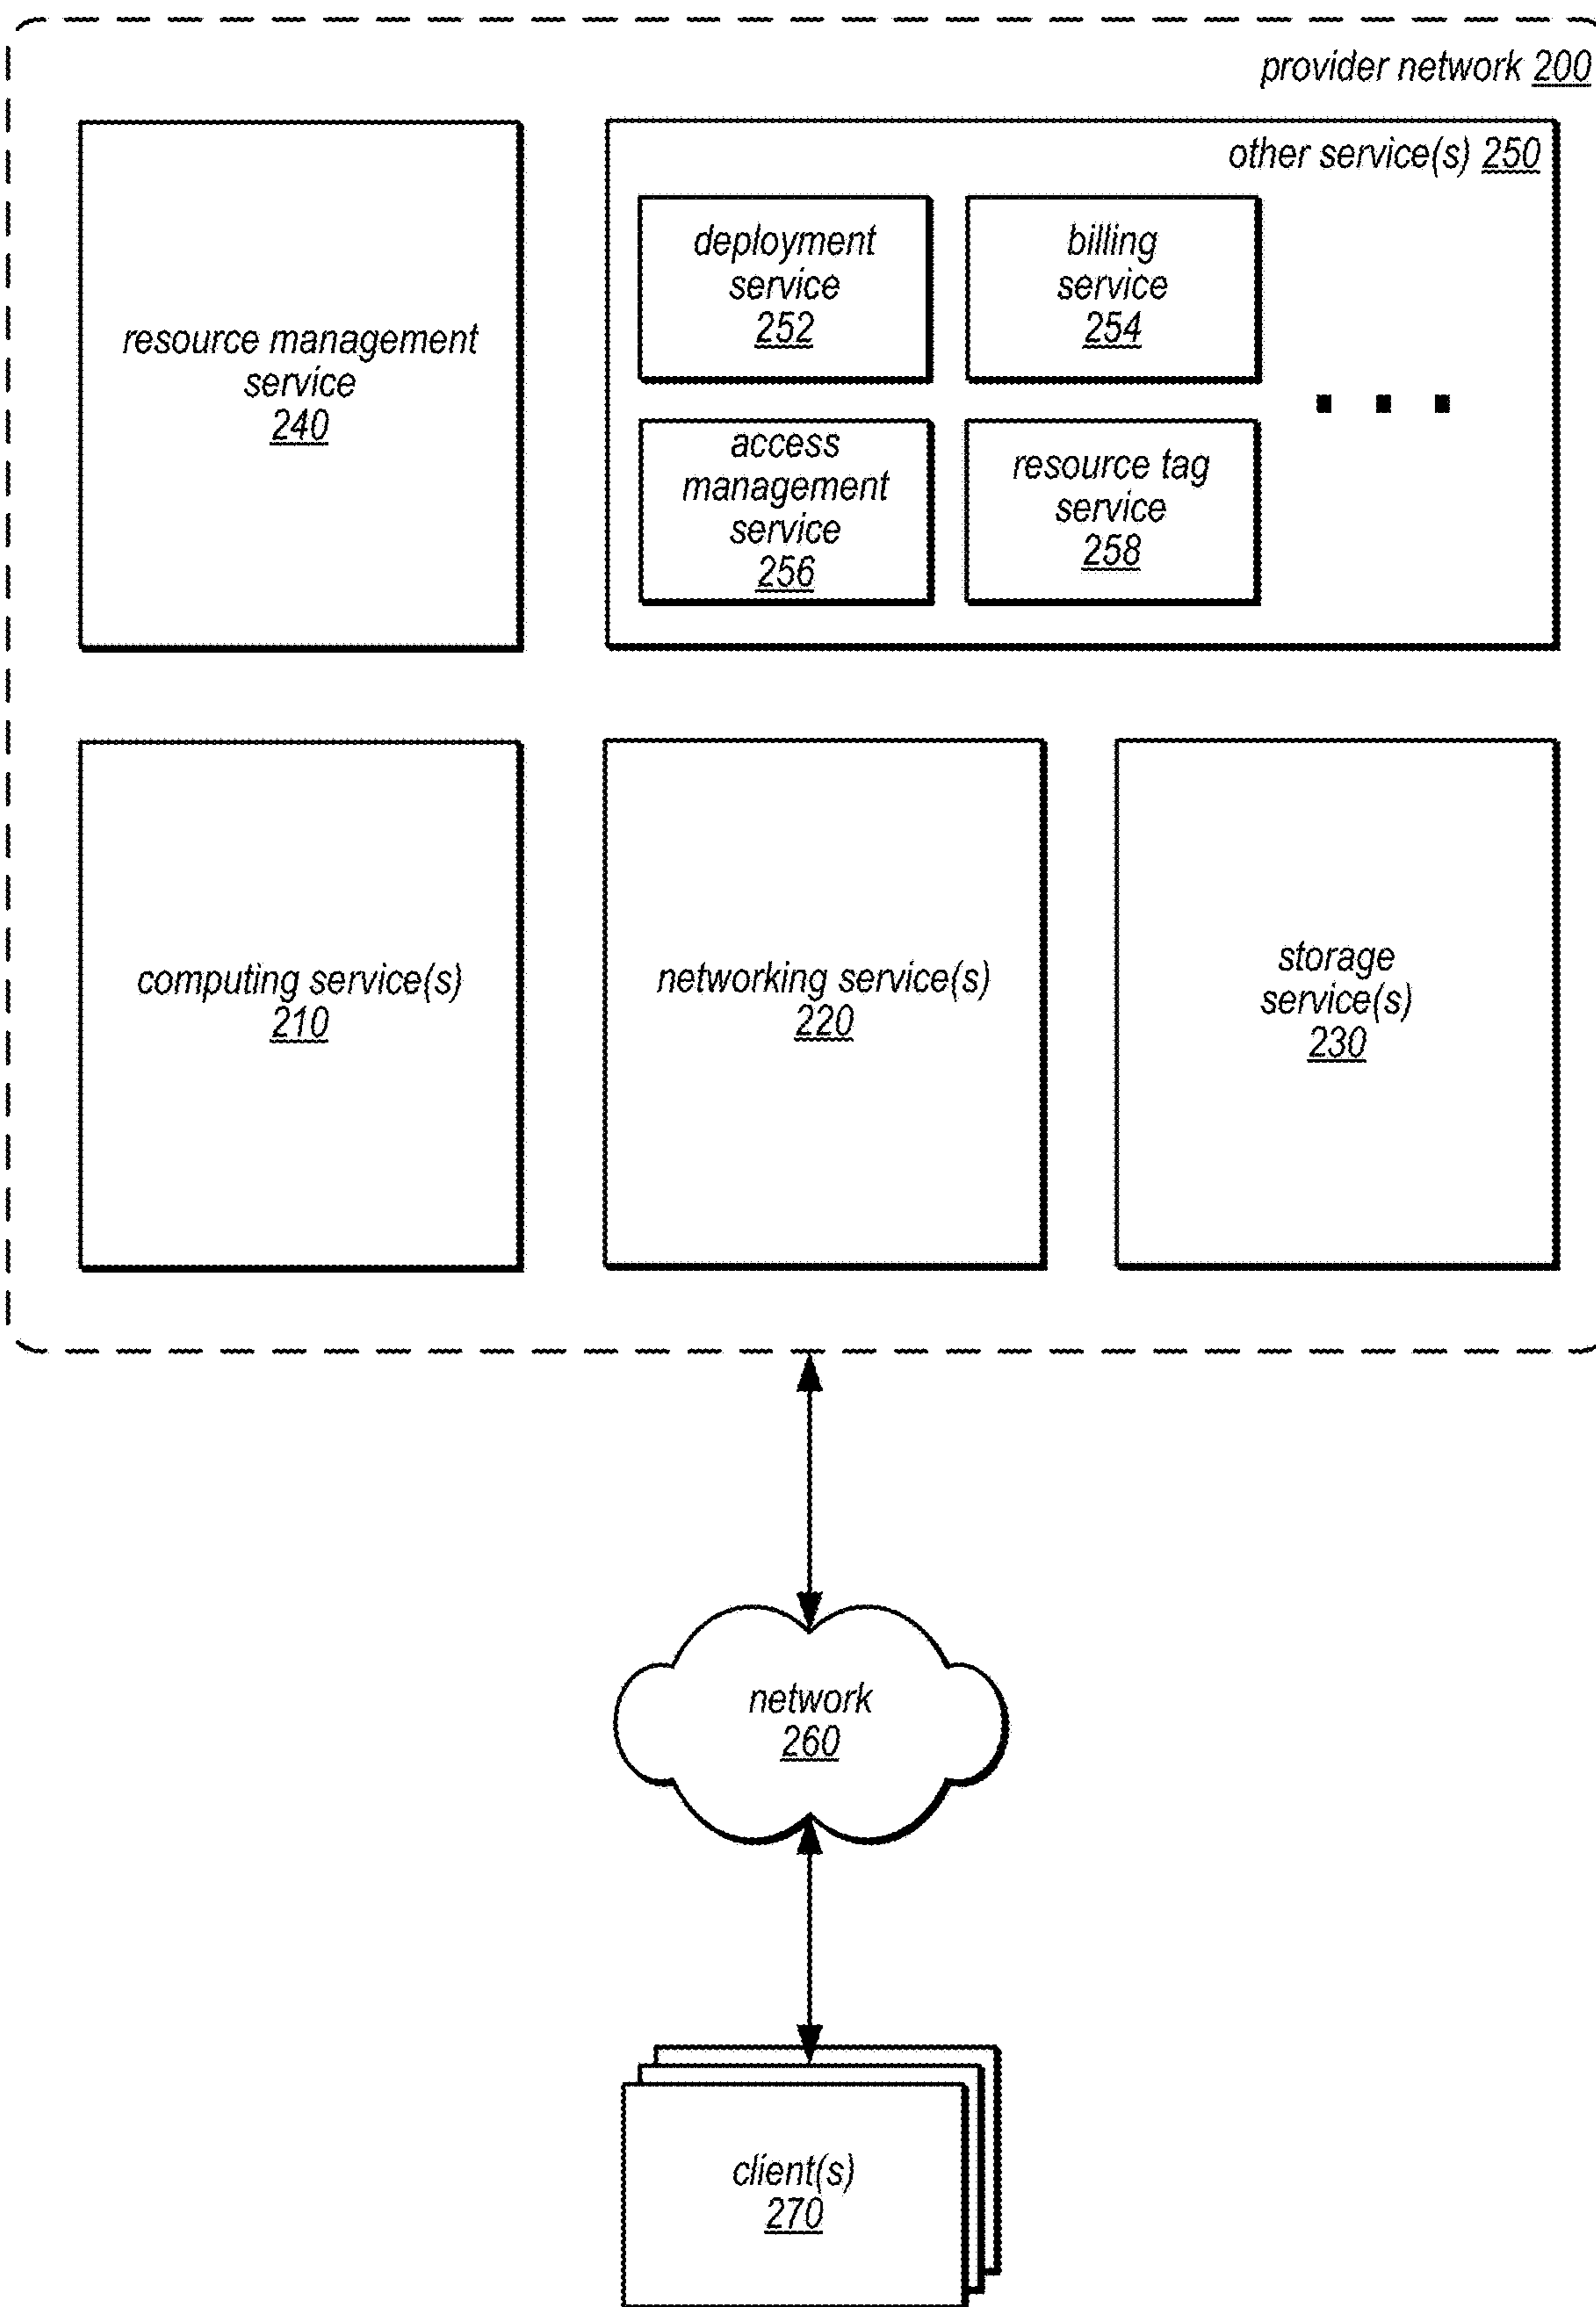 provider network 200
resource management
service
240
other service(s) 250
deployment
service
252
billing
service
254
access
management
service
256
resource tag
service
258
computing service(s)
210
networking service(s)
220
storage
service(s)
230
network
260
client(s)
270